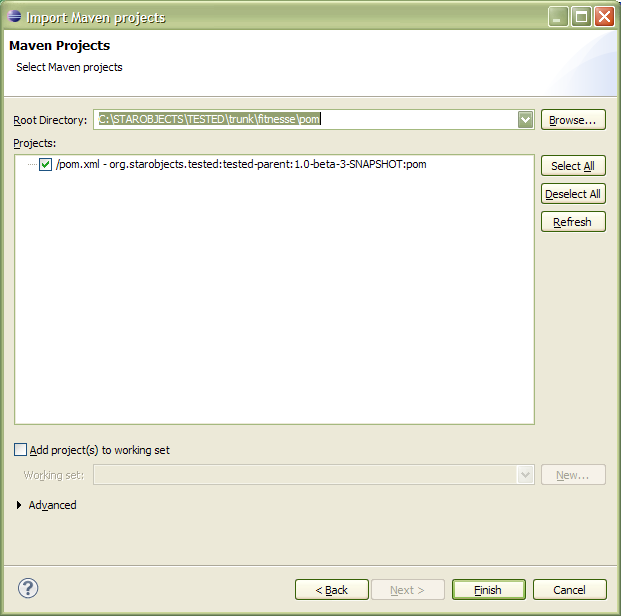 Import Maven projects
Maven Projects
Select Maven projects
Root Directory: C:\STAROBJECTS\TESTED\trunk\fitnesse\pom Browse...
Projects:
/pom.xml - org.starobjects.tested:tested-parent:1.0-beta-3-SNAPSHOT:pom
Select All
Deselect All
Refresh
Add project(s) to working set
Working set: New...
Advanced
? < Back Next > Finish Cancel